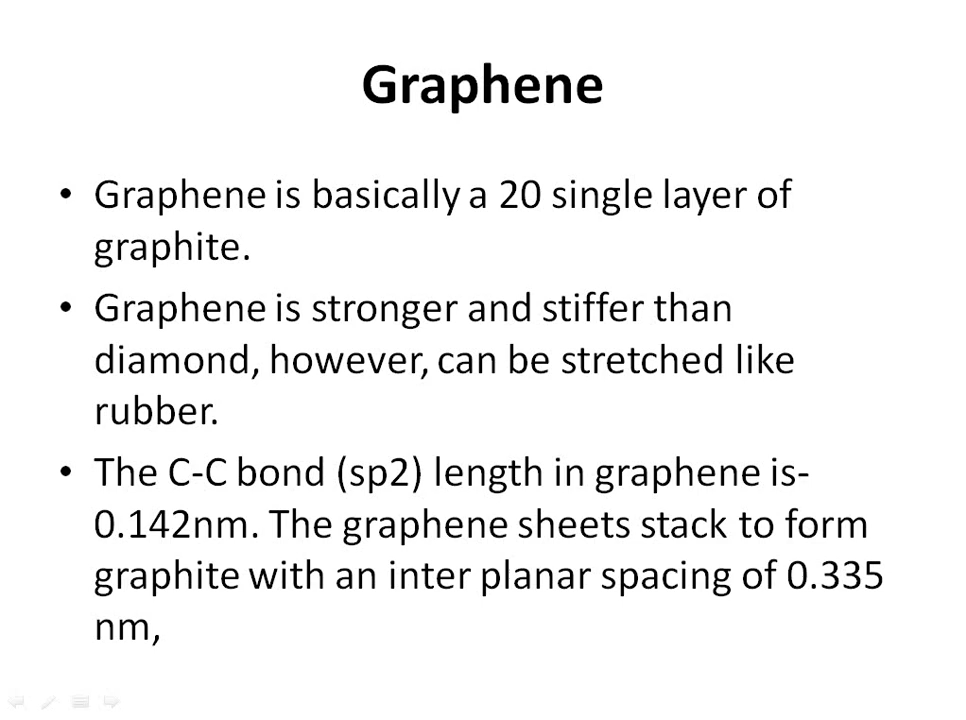 Graphene
• Graphene is basically a 20 single layer of
graphite.
• Graphene is stronger and stiffer than
diamond, however, can be stretched like
rubber.
• The C-C bond (sp2) length in graphene is-
0.142nm. The graphene sheets stack to form
graphite with an inter planar spacing of 0.335
nm,